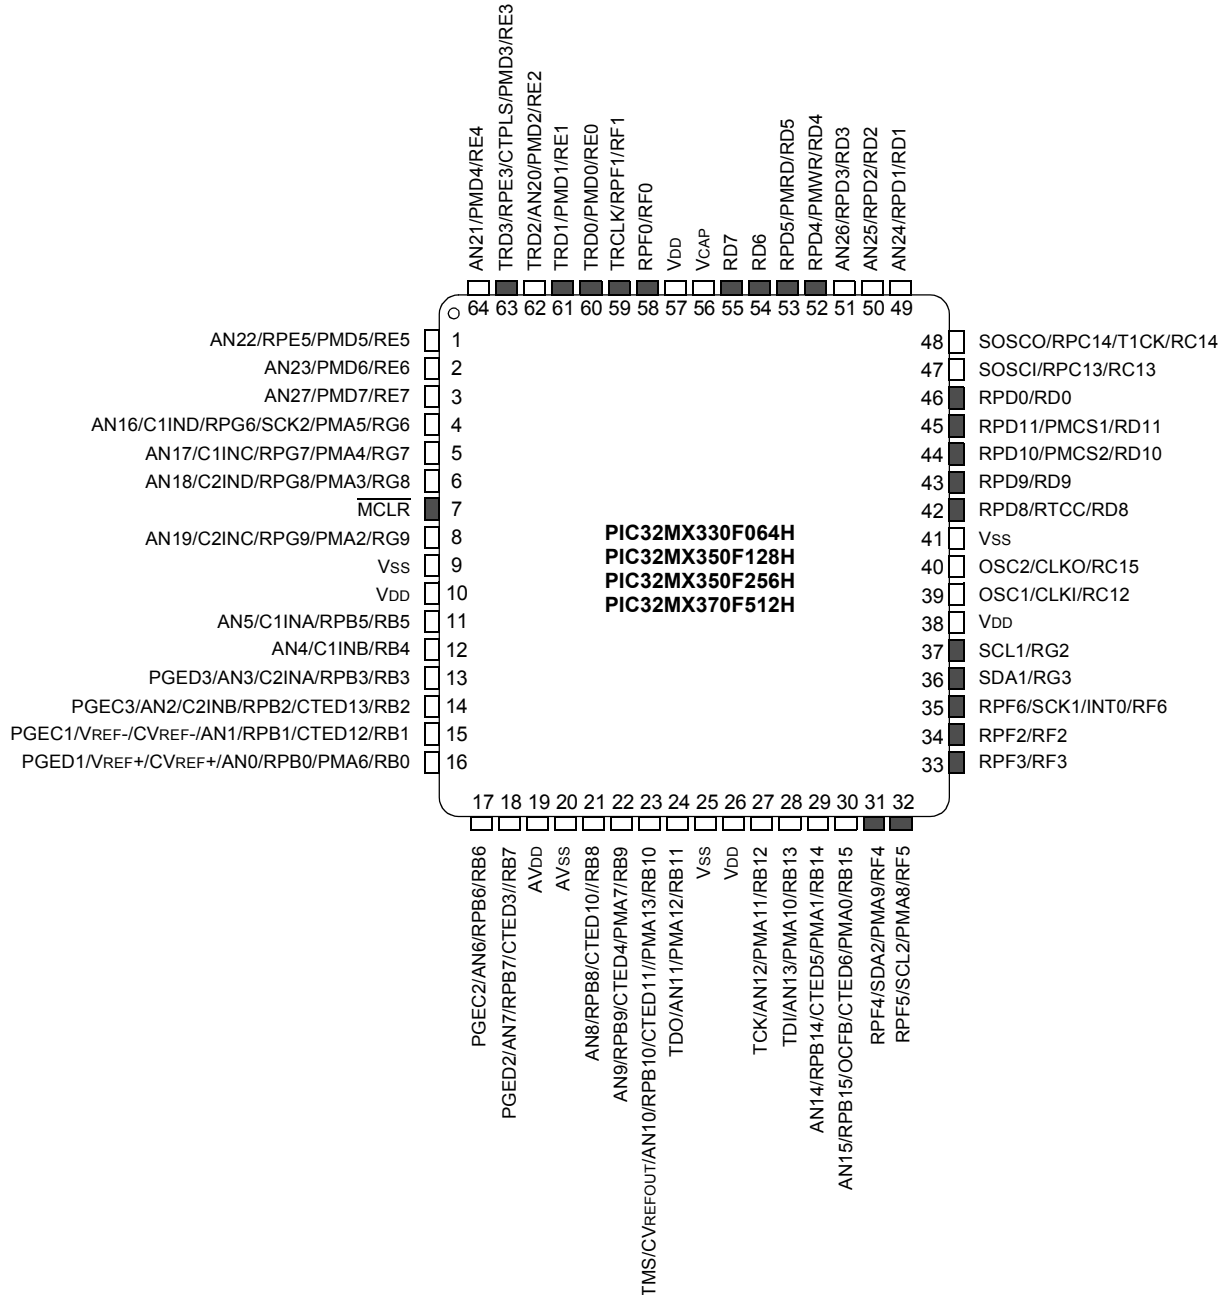 AN21/PMD4/RE4
TRD3/RPE3/CTPLS/PMD3/RE3
TRD2/AN20/PMD2/RE2
TRD1/PMD1/RE1
TRD0/PMD0/RE0
TRCLK/RPF1/RF1
RPF0/RF0
VDD
VCAP
RD7
RD6
RPD5/PMRD/RD5
RPD4/PMWR/RD4
AN26/RPD3/RD3
AN25/RPD2/RD2
AN24/RPD1/RD1
64 63 62 61 60 59 58 57 56 55 54 53 52 51 50 49
AN22/RPE5/PMD5/RE5 1
AN23/PMD6/RE6 2
AN27/PMD7/RE7 3
AN16/C1IND/RPG6/SCK2/PMA5/RG6 4
AN17/C1INC/RPG7/PMA4/RG7 5
AN18/C2IND/RPG8/PMA3/RG8 6
MCLR 7
AN19/C2INC/RPG9/PMA2/RG9 8
VSS 9
VDD 10
AN5/C1INA/RPB5/RB5 11
AN4/C1INB/RB4 12
PGED3/AN3/C2INA/RPB3/RB3 13
PGEC3/AN2/C2INB/RPB2/CTED13/RB2 14
PGEC1/VREF-/CVREF-/AN1/RPB1/CTED12/RB1 15
PGED1/VREF+/CVREF+/AN0/RPB0/PMA6/RB0 16
PIC32MX330F064H
PIC32MX350F128H
PIC32MX350F256H
PIC32MX370F512H
48 SOSCO/RPC14/T1CK/RC14
47 SOSCI/RPC13/RC13
46 RPD0/RD0
45 RPD11/PMCS1/RD11
44 RPD10/PMCS2/RD10
43 RPD9/RD9
42 RPD8/RTCC/RD8
41 VSS
40 OSC2/CLKO/RC15
39 OSC1/CLKI/RC12
38 VDD
37 SCL1/RG2
36 SDA1/RG3
35 RPF6/SCK1/INT0/RF6
34 RPF2/RF2
33 RPF3/RF3
17 18 19 20 21 22 23 24 25 26 27 28 29 30 31 32
PGEC2/AN6/RPB6/RB6
PGED2/AN7/RPB7/CTED3//RB7
AVDD
AVSS
AN8/RPB8/CTED10//RB8
AN9/RPB9/CTED4/PMA7/RB9
TMS/CVREFOUT/AN10/RPB10/CTED11//PMA13/RB10
TDO/AN11/PMA12/RB11
VSS
VDD
TCK/AN12/PMA11/RB12
TDI/AN13/PMA10/RB13
AN14/RPB14/CTED5/PMA1/RB14
AN15/RPB15/OCFB/CTED6/PMA0/RB15
RPF4/SDA2/PMA9/RF4
RPF5/SCL2/PMA8/RF5